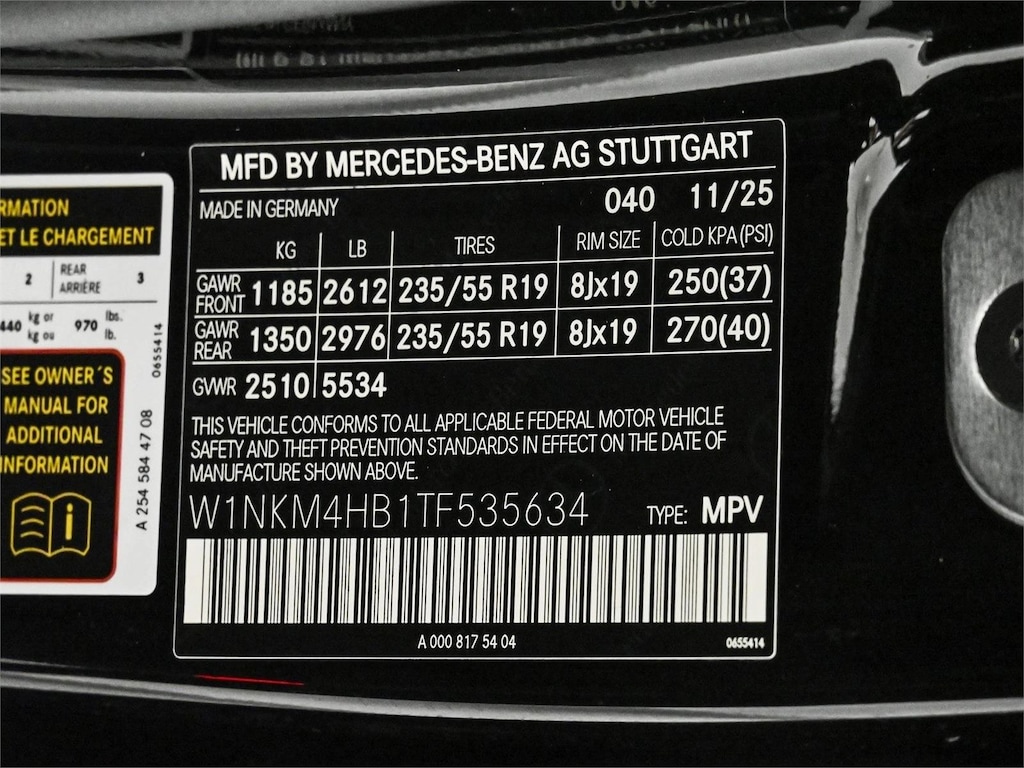 MFD BY MERCEDES-BENZ AG STUTTGART
MADE IN GERMANY 040 11/25
KG LB TIRES RIM SIZE COLD KPA(PSI)
GAWR FRONT 1185 2612 235/55 R19 8Jx19 250(37)
GAWR REAR 1350 2976 235/55 R19 8Jx19 270(40)
GVWR 2510 5534
THIS VEHICLE CONFORMS TO ALL APPLICABLE FEDERAL MOTOR VEHICLE
SAFETY AND THEFT PREVENTION STANDARDS IN EFFECT ON THE DATE OF
MANUFACTURE SHOWN ABOVE.
W1NKM4HB1TF535634 TYPE: MPV
A 000 817 54 04 0655414
RMATION
ET LE CHARGEMENT
2 REAR ARRIÈRE 3
440 kg or kg ou 970 lbs. lb.
SEE OWNER´S
MANUAL FOR
ADDITIONAL
INFORMATION
i
A 254 584 47 08
0655414